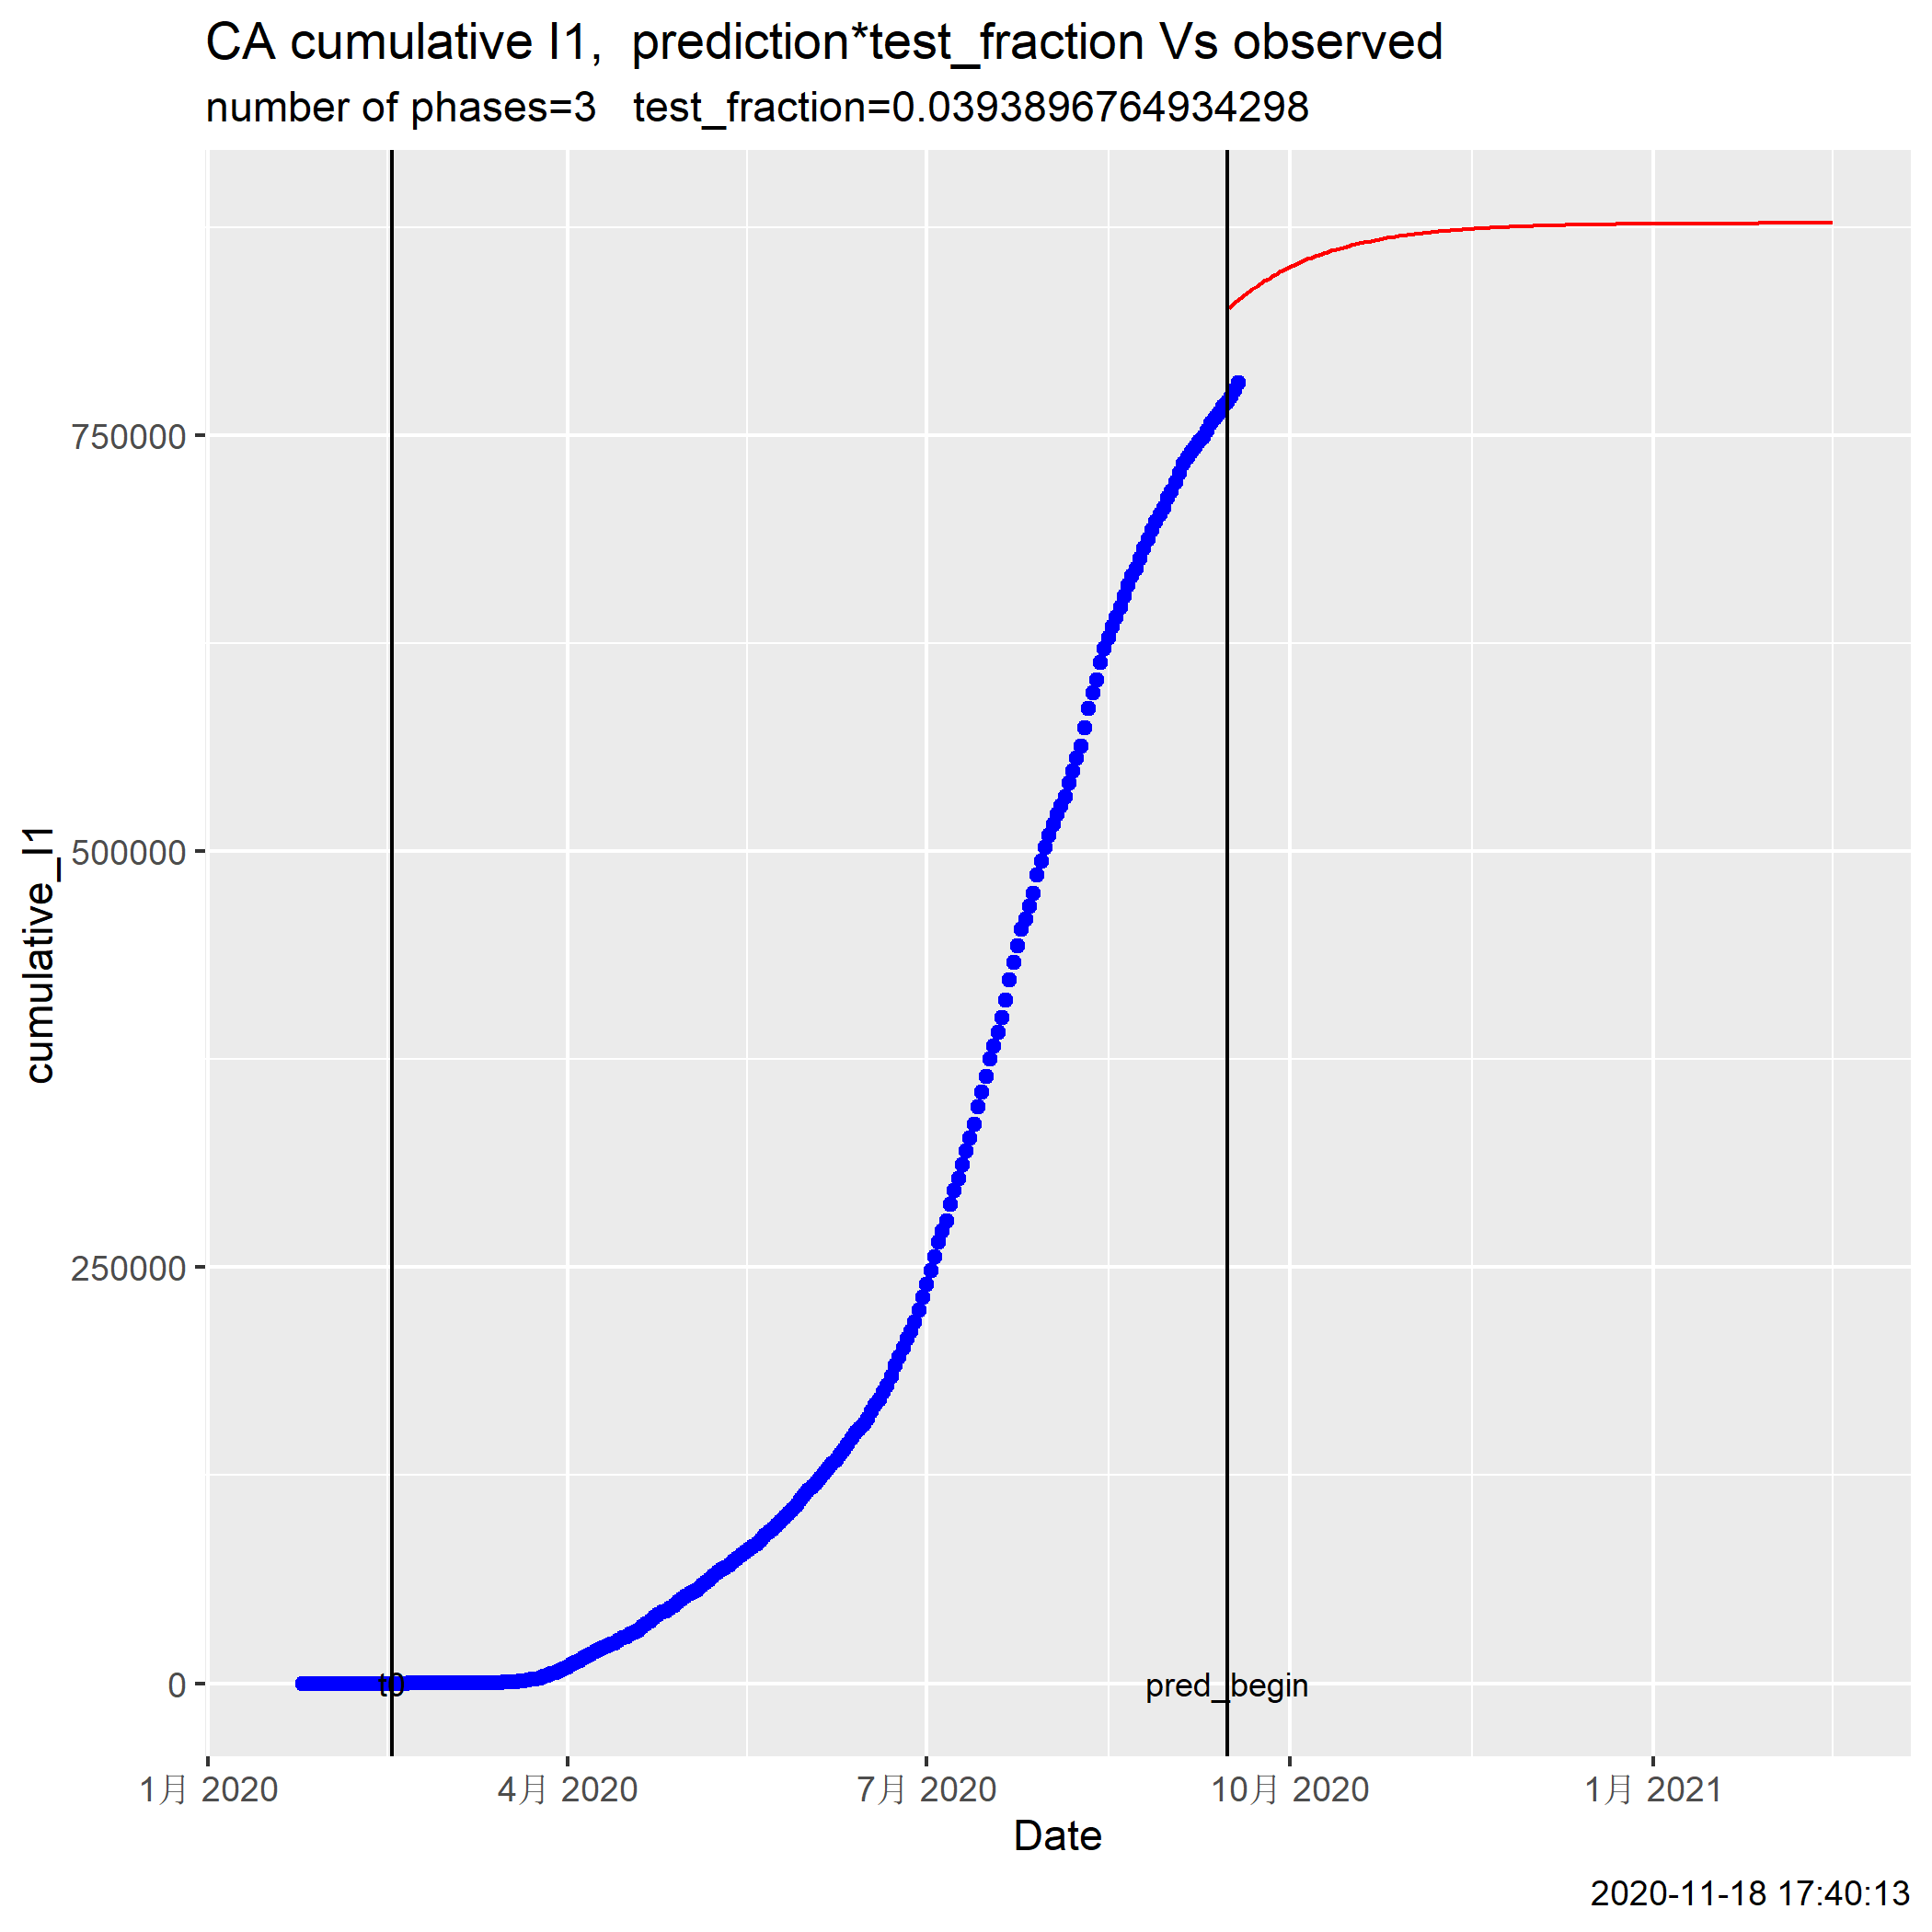 CA cumulative I1,  prediction*test_fraction Vs observed
number of phases=3   test_fraction=0.0393896764934298
cumulative_I1
750000
500000
250000
0
t0
pred_begin
1月 2020
4月 2020
7月 2020
10月 2020
1月 2021
Date
2020-11-18 17:40:13